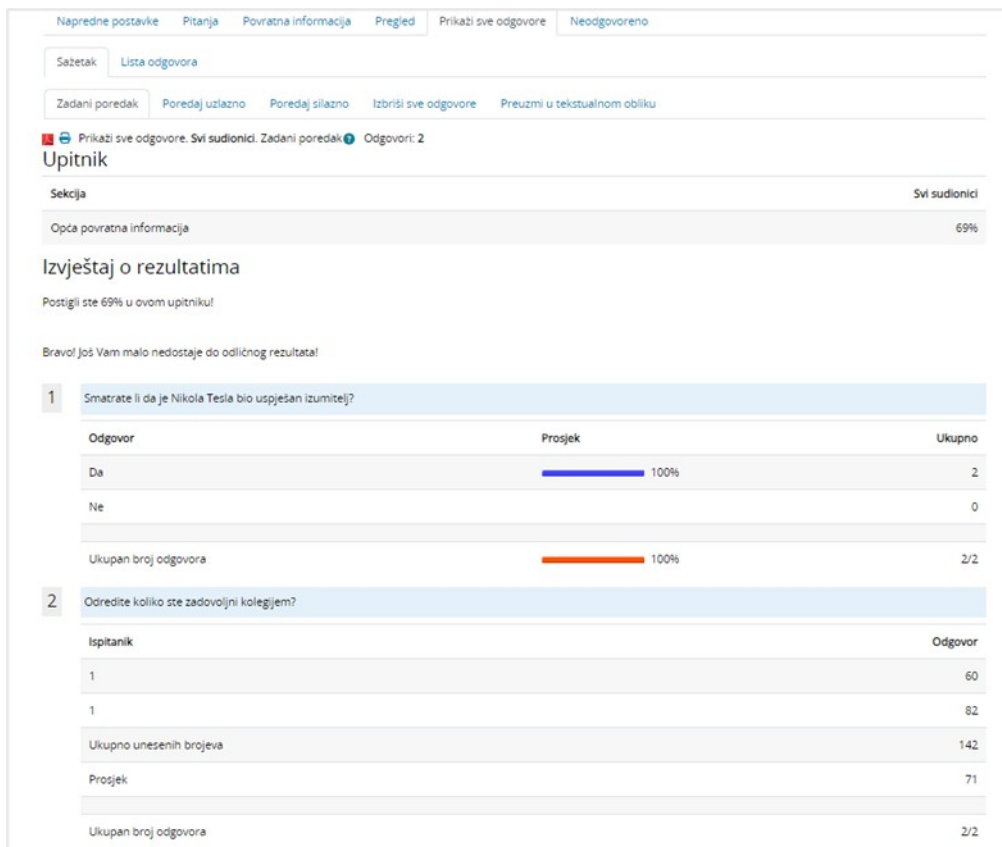 Napredne postavke Pitanja Povratna informacija Pregled Prikaži sve odgovore Neodgovoreno
Sažetak Lista odgovora
Zadani poredak Poredaj uzlazno Poredaj silazno Izbriši sve odgovore Preuzmi u tekstualnom obliku
Prikaži sve odgovore. Svi sudionici. Zadani poredak Odgovori: 2
Upitnik
Sekcija Svi sudionici
Opća povratna informacija 69%
Izvještaj o rezultatima
Postigli ste 69% u ovom upitniku!
Bravo! Još Vam malo nedostaje do odličnog rezultata!
1 Smatrate li da je Nikola Tesla bio uspješan izumitelj?
Odgovor Prosjek Ukupno
Da 100% 2
Ne 0
Ukupan broj odgovora 100% 2/2
2 Odredite koliko ste zadovoljni kolegijem?
Ispitanik Odgovor
1 60
1 82
Ukupno unesenih brojeva 142
Prosjek 71
Ukupan broj odgovora 2/2